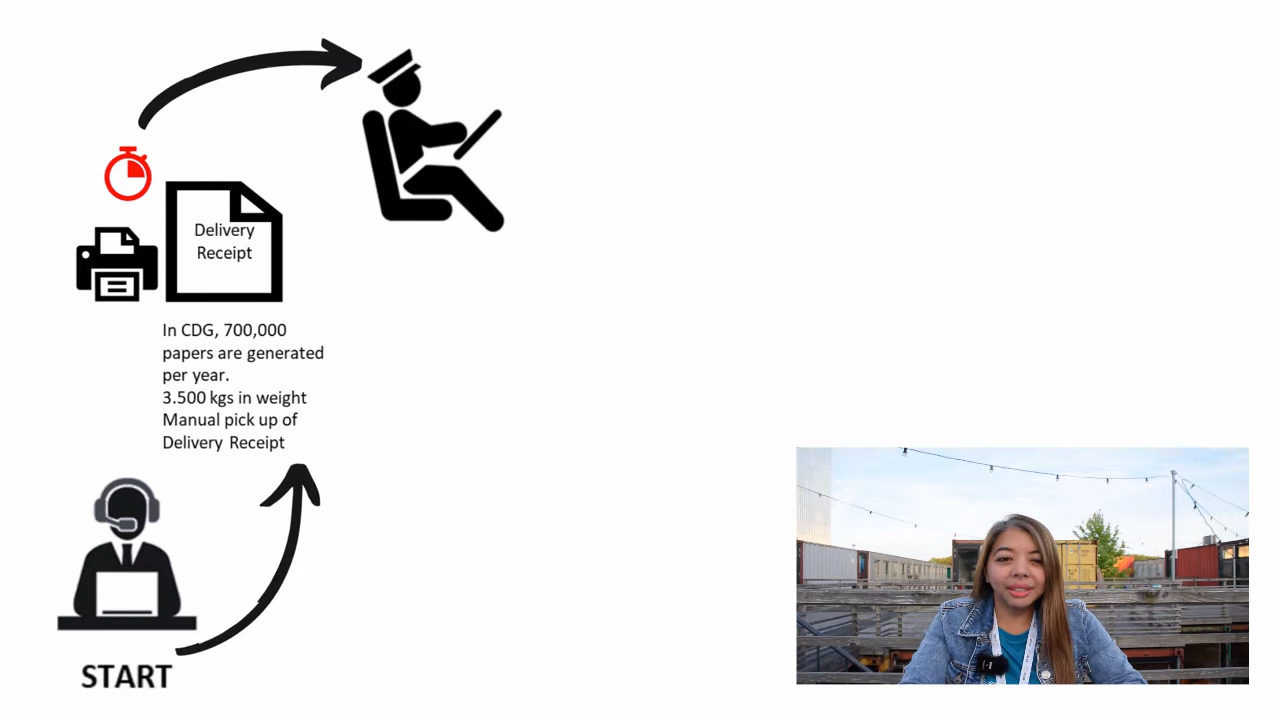 Delivery
Receipt
In CDG, 700,000
papers are generated
per year.
3.500 kgs in weight
Manual pick up of
Delivery Receipt
START